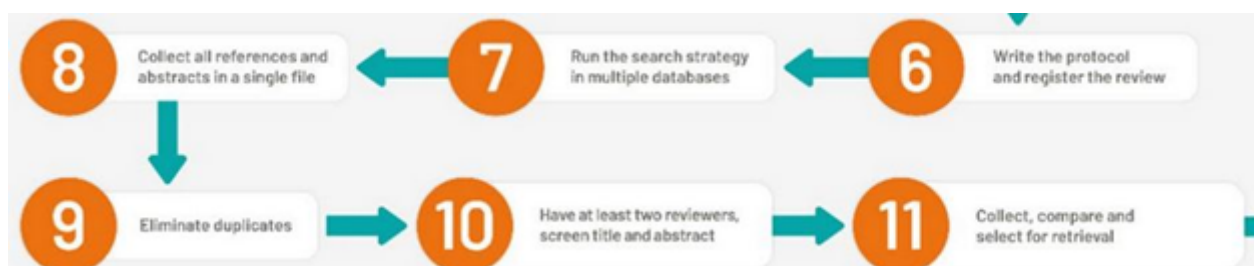 8
Collect all references and
abstracts in a single file
7
Run the search strategy
in multiple databases
6
Write the protocol
and register the review
9
Eliminate duplicates
10
Have at least two reviewers,
screen title and abstract
11
Collect, compare and
select for retrieval